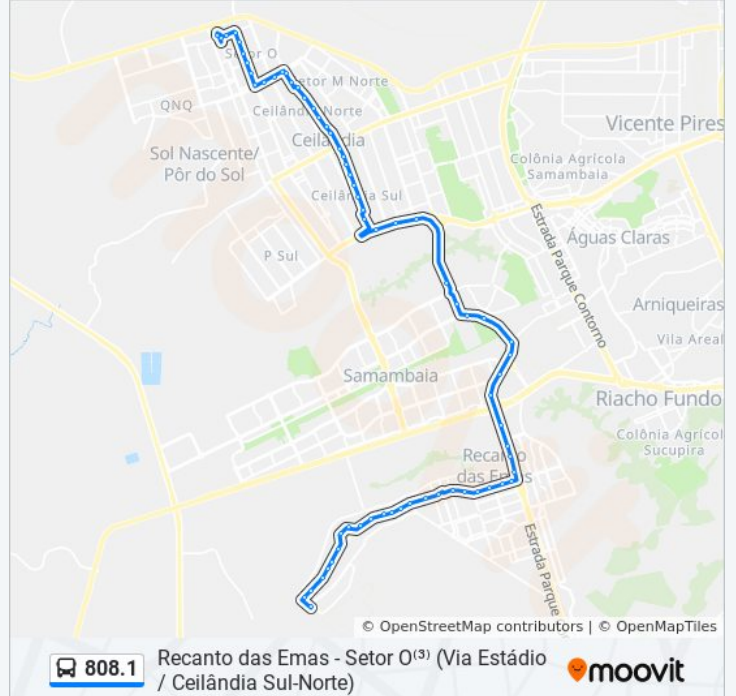 Setor O
Setor M Norte
QNQ
Ceilândia Norte
Vicente Pires
Ceilândia
Sol Nascente/
Pôr do Sol
Colônia Agrícola
Samambaia
Ceilândia Sul
Estrada Parque Contorno
Águas Claras
P Sul
Arniqueiras
Vila Areal
Samambaia
Riacho Fundo
Colônia Agrícol
Sucupira
Recanto
das Emas
Estrada Parque
© OpenStreetMap contributors | © OpenMapTiles
808.1
Recanto das Emas - Setor O⁽³⁾ (Via Estádio
/ Ceilândia Sul-Norte)
moovit